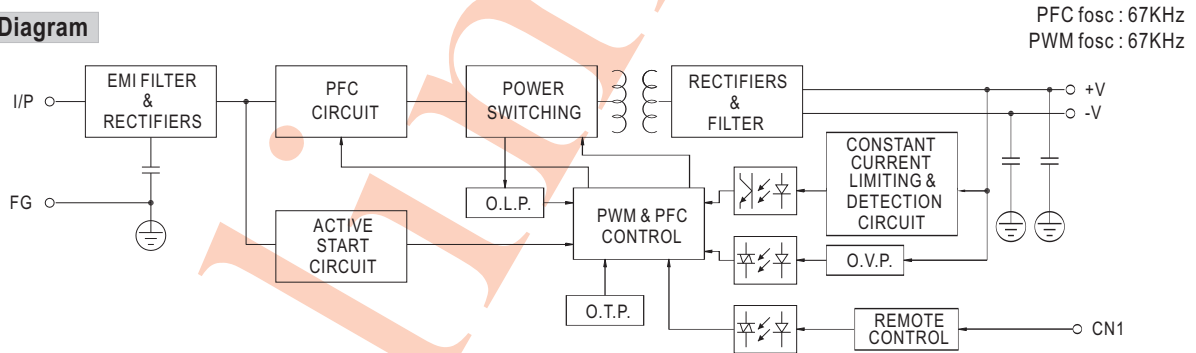 Diagram
PFC fosc : 67KHz
PWM fosc : 67KHz
I/P
EMI FILTER
&
RECTIFIERS
PFC
CIRCUIT
POWER
SWITCHING
RECTIFIERS
&
FILTER
+V
-V
FG
ACTIVE
START
CIRCUIT
O.L.P.
PWM & PFC
CONTROL
O.T.P.
CONSTANT
CURRENT
LIMITING &
DETECTION
CIRCUIT
O.V.P.
REMOTE
CONTROL
CN1